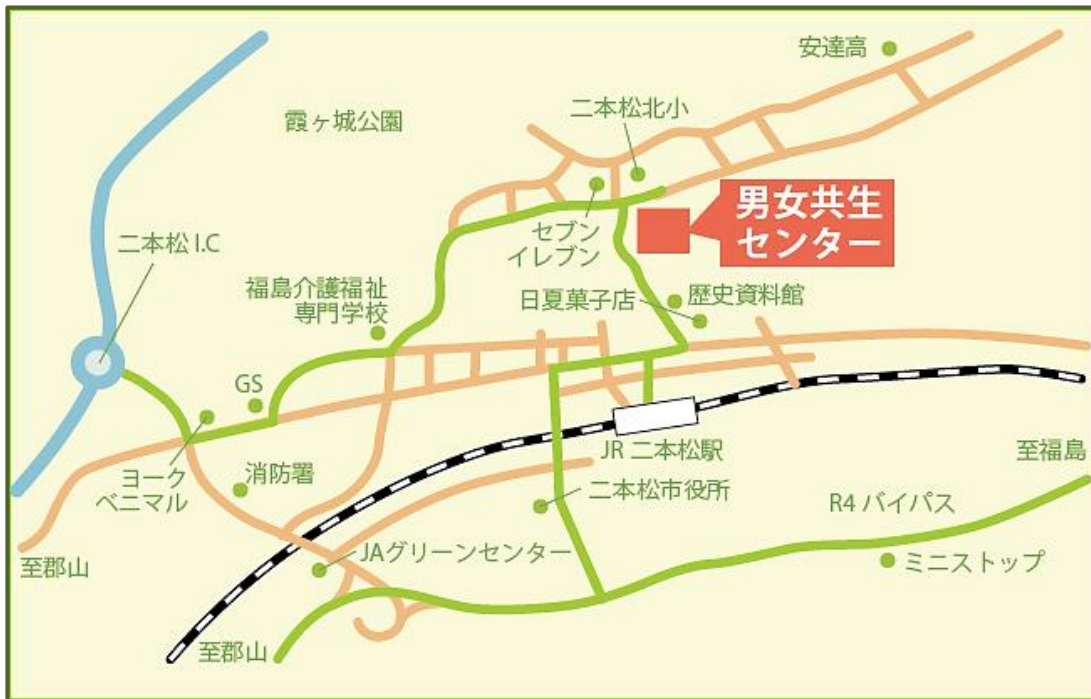 安達高
二本松北小
霞ヶ城公園
男女共生
センター
セブン
イレブン
二本松 I.C
福島介護福祉
専門学校
日夏菓子店
歴史資料館
GS
ヨーク
ベニマル
消防署
JR 二本松駅
至福島
二本松市役所
R4 バイパス
至郡山
JAグリーンセンター
ミニストップ
至郡山